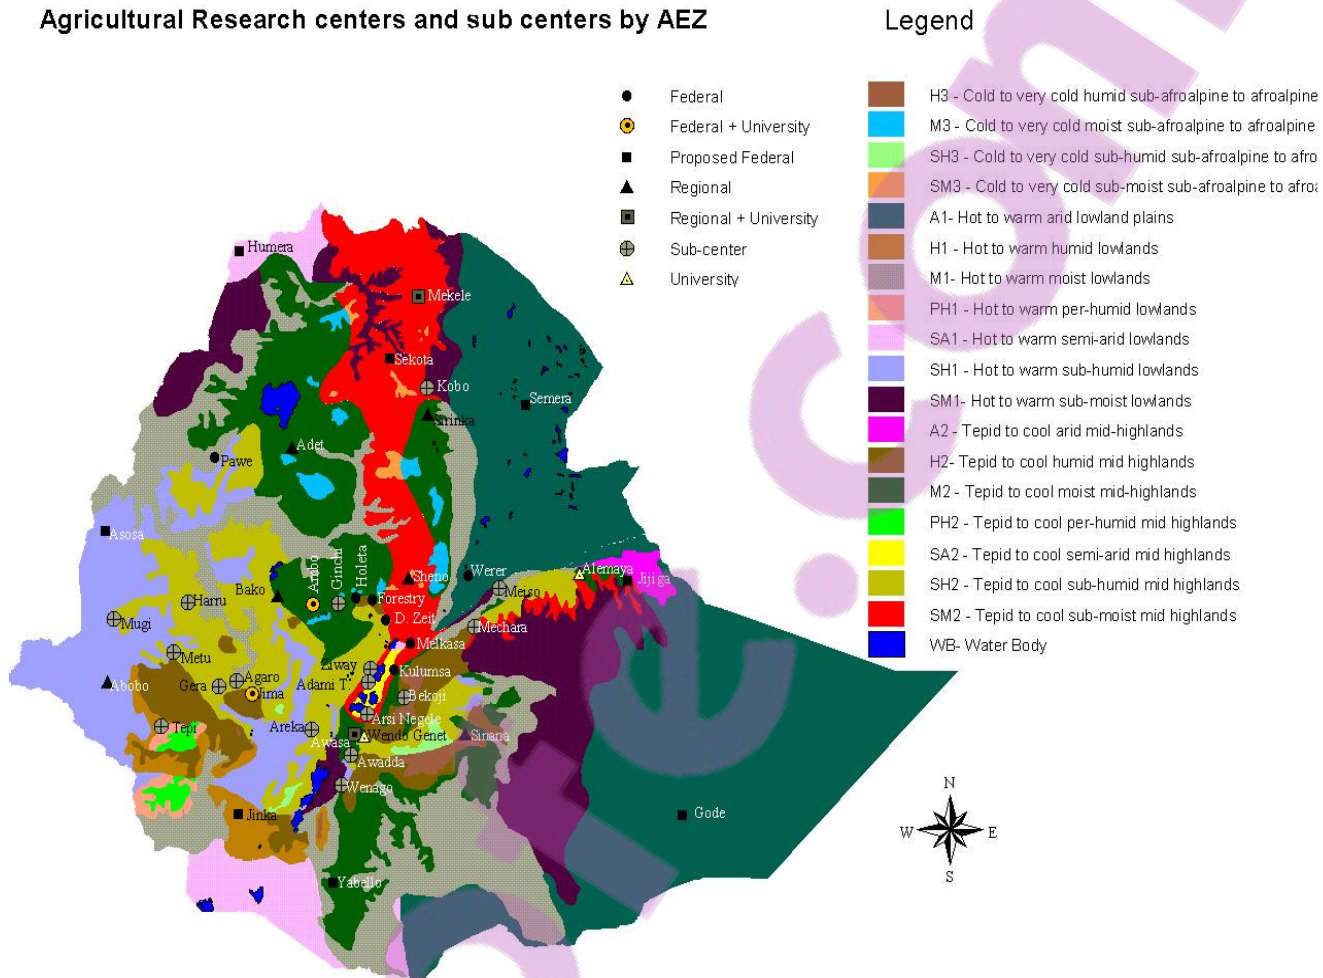 Agricultural Research centers and sub centers by AEZ
Legend
Federal
Federal + University
Proposed Federal
Regional
Regional + University
Sub-center
University
H3 - Cold to very cold humid sub-afroalpine to afroalpine
M3 - Cold to very cold moist sub-afroalpine to afroalpine
SH3 - Cold to very cold sub-humid sub-afroalpine to afro
SM3 - Cold to very cold sub-moist sub-afroalpine to afroa
A1- Hot to warm arid lowland plains
H1 - Hot to warm humid lowlands
M1- Hot to warm moist lowlands
PH1 - Hot to warm per-humid lowlands
SA1 - Hot to warm semi-arid lowlands
SH1 - Hot to warm sub-humid lowlands
SM1- Hot to warm sub-moist lowlands
A2 - Tepid to cool arid mid-highlands
H2- Tepid to cool humid mid highlands
M2 - Tepid to cool moist mid-highlands
PH2 - Tepid to cool per-humid mid highlands
SA2 - Tepid to cool semi-arid mid highlands
SH2 - Tepid to cool sub-humid mid highlands
SM2 - Tepid to cool sub-moist mid highlands
WB- Water Body
Humera
Mekele
Sekota
Kobo
Semera
Sirinka
Adet
Pawe
Asosa
Ambo
Ginchi
Holeta
Sheno
Werer
Alemaya
Jijiga
Bako
Harru
Forestry
Meiso
Mugi
D. Zeit
Mechara
Metu
Melkasa
Ziway
Kulumsa
Abobo
Gera
Agaro
Jima
Adami T.
Bekoji
Tepi
Areka
Arsi Negele
Awasa
Wendo Genet
Sinana
Awadda
Wenago
Jinka
Gode
Yabello
N
W
E
S